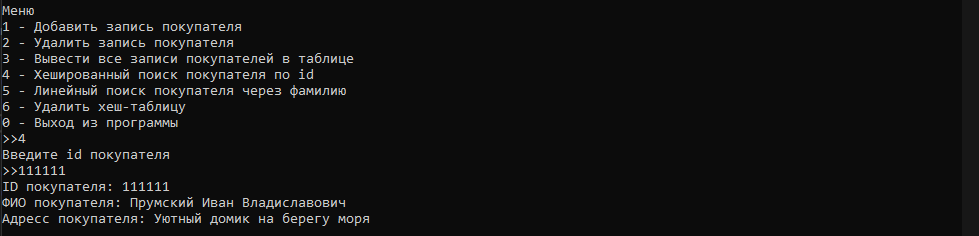 Меню
1 - Добавить запись покупателя
2 - Удалить запись покупателя
3 - Вывести все записи покупателей в таблице
4 - Хешированный поиск покупателя по id
5 - Линейный поиск покупателя через фамилию
6 - Удалить хеш-таблицу
0 - Выход из программы
>>4
Введите id покупателя
>>111111
ID покупателя: 111111
ФИО покупателя: Прумский Иван Владиславович
Адресс покупателя: Уютный домик на берегу моря